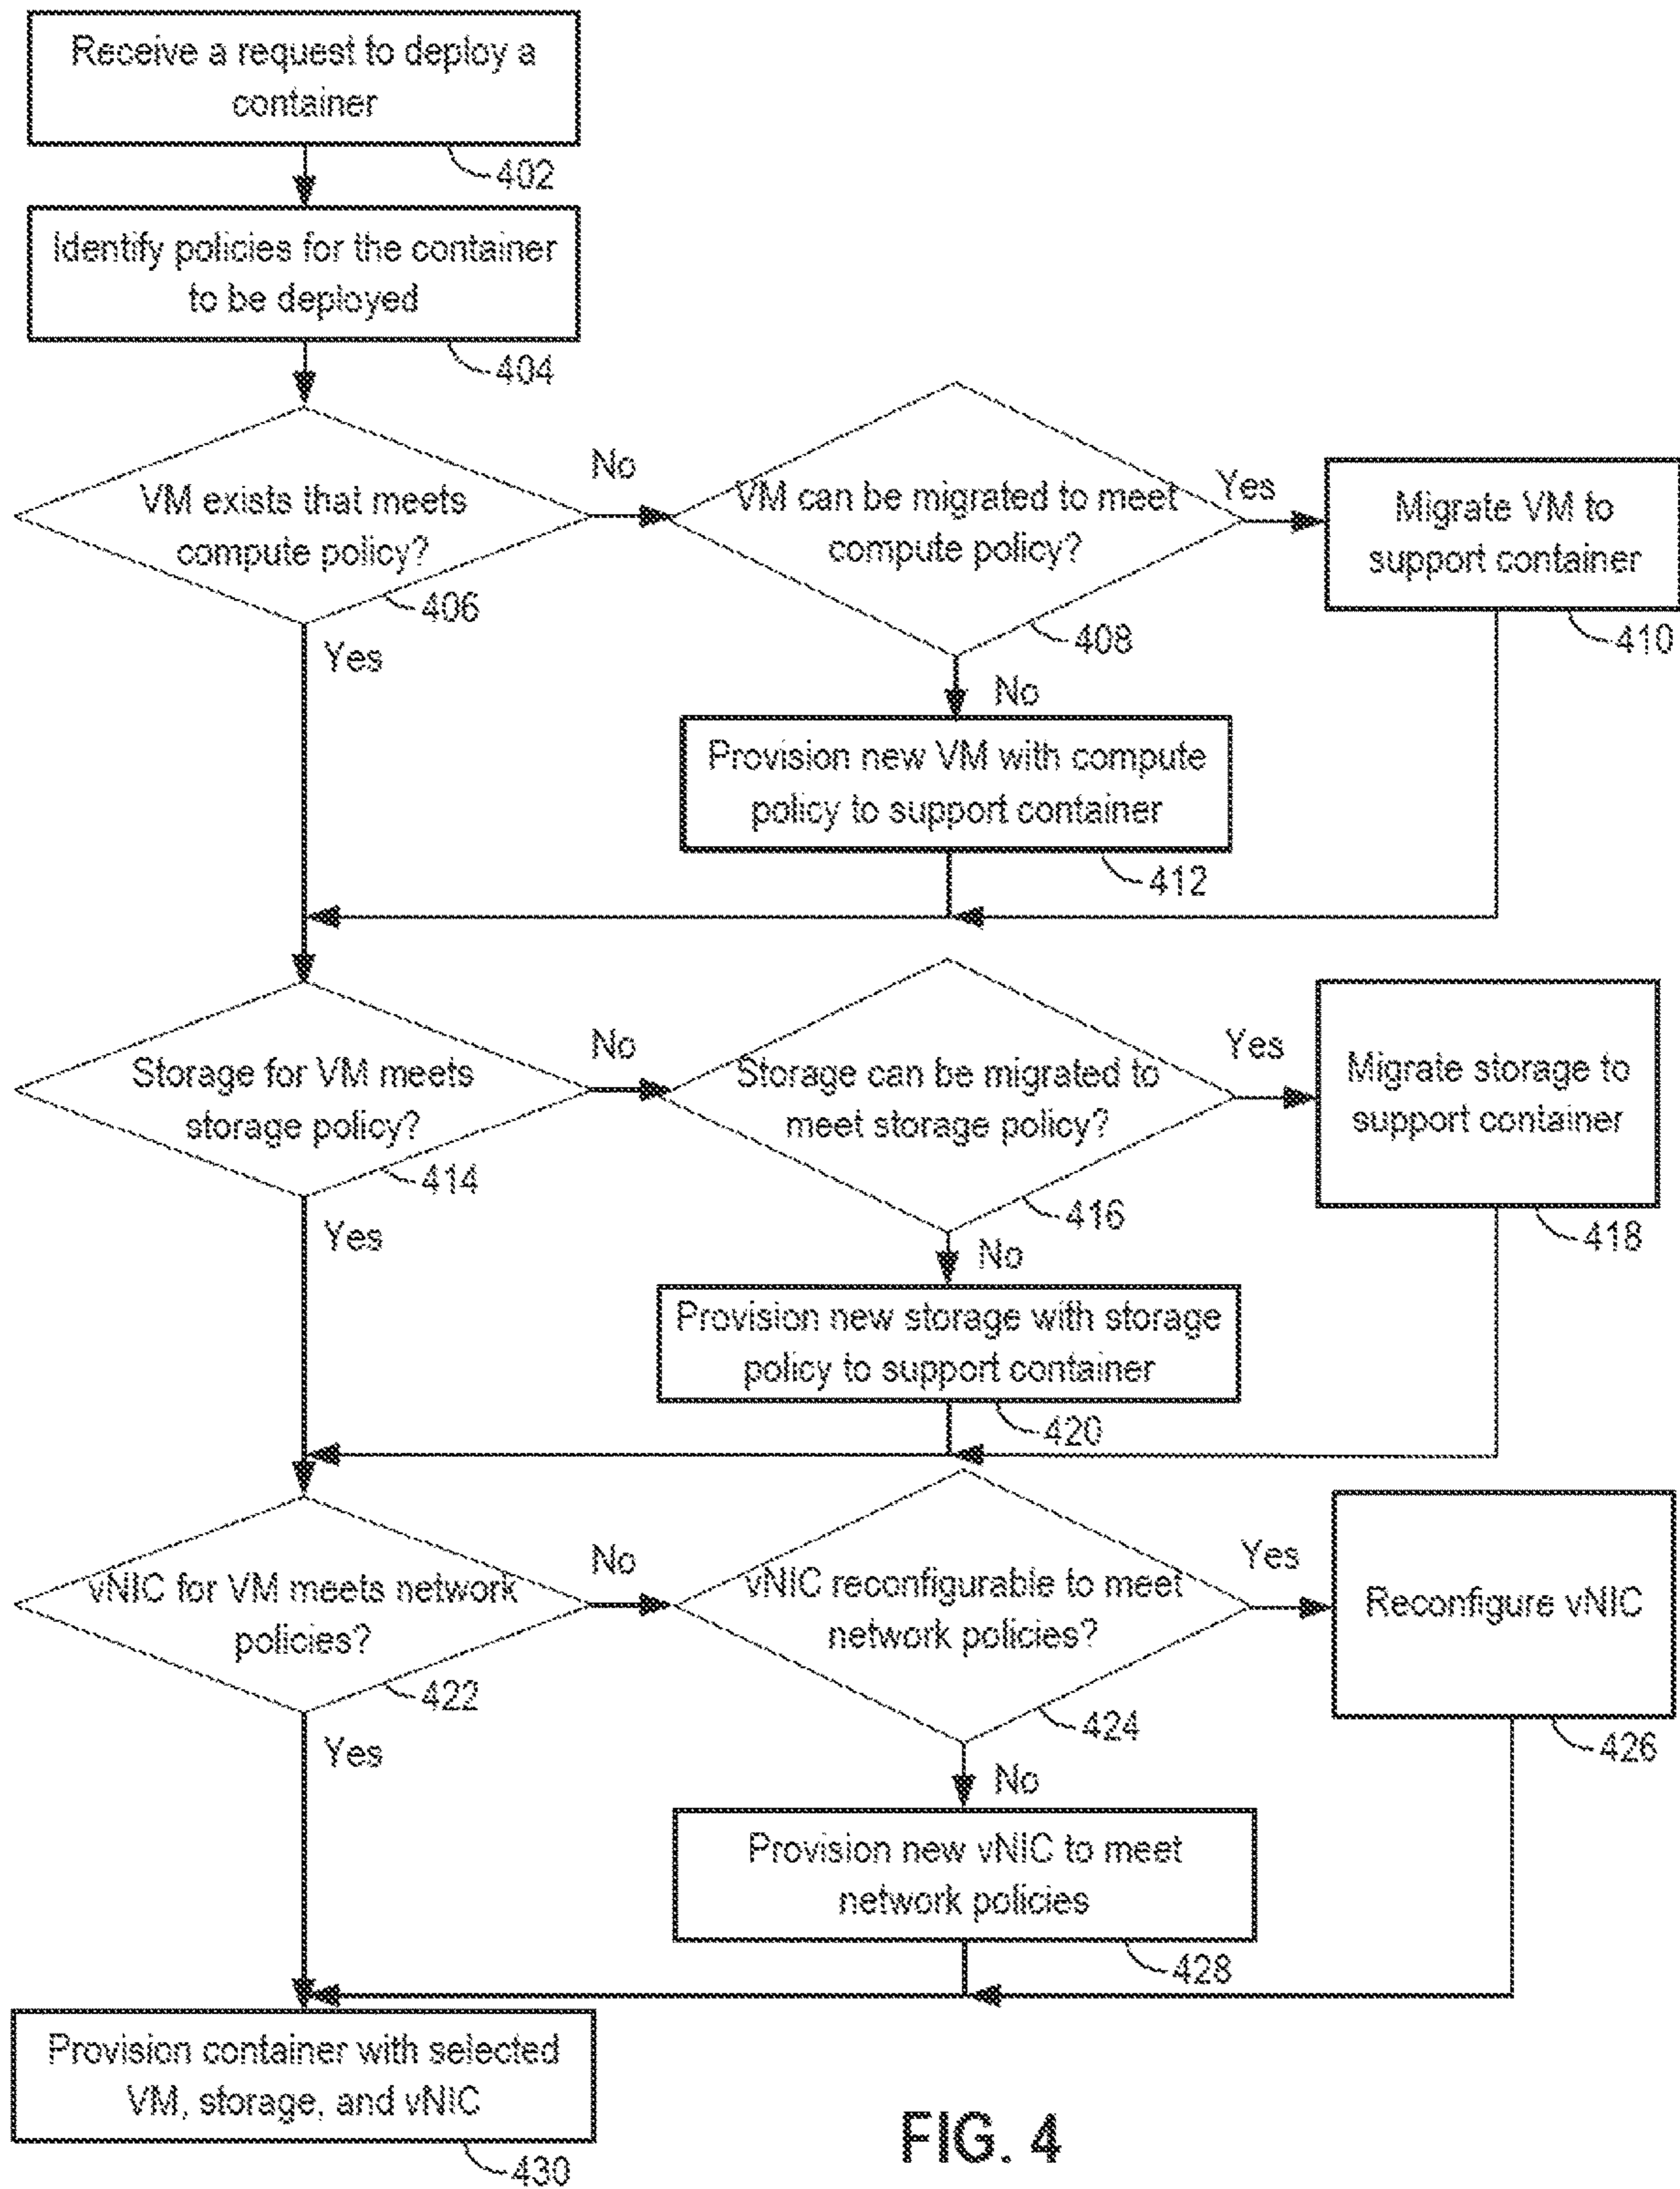 Receive a request to deploy a
container
402
Identify policies for the container
to be deployed
404
VM exists that meets
compute policy?
406
No
Yes
VM can be migrated to meet
compute policy?
408
Yes
No
Migrate VM to
support container
410
Provision new VM with compute
policy to support container
412
Storage for VM meets
storage policy?
414
No
Yes
Storage can be migrated to
meet storage policy?
416
Yes
No
Migrate storage to
support container
418
Provision new storage with storage
policy to support container
420
vNIC for VM meets network
policies?
422
No
Yes
vNIC reconfigurable to meet
network policies?
424
Yes
No
Reconfigure vNIC
426
Provision new vNIC to meet
network policies
428
Provision container with selected
VM, storage, and vNIC
430
FIG. 4